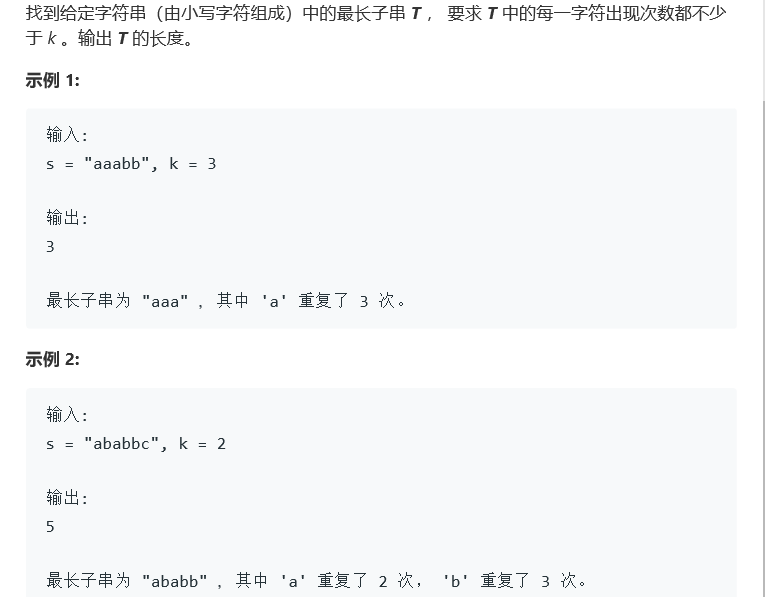 找到给定字符串（由小写字符组成）中的最长子串 T ， 要求 T 中的每一字符出现次数都不少
于 k 。输出 T 的长度。
示例 1:
输入:
s = "aaabb", k = 3
输出:
3
最长子串为 "aaa" ，其中 'a' 重复了 3 次。
示例 2:
输入:
s = "ababbc", k = 2
输出:
5
最长子串为 "ababb" ，其中 'a' 重复了 2 次， 'b' 重复了 3 次。